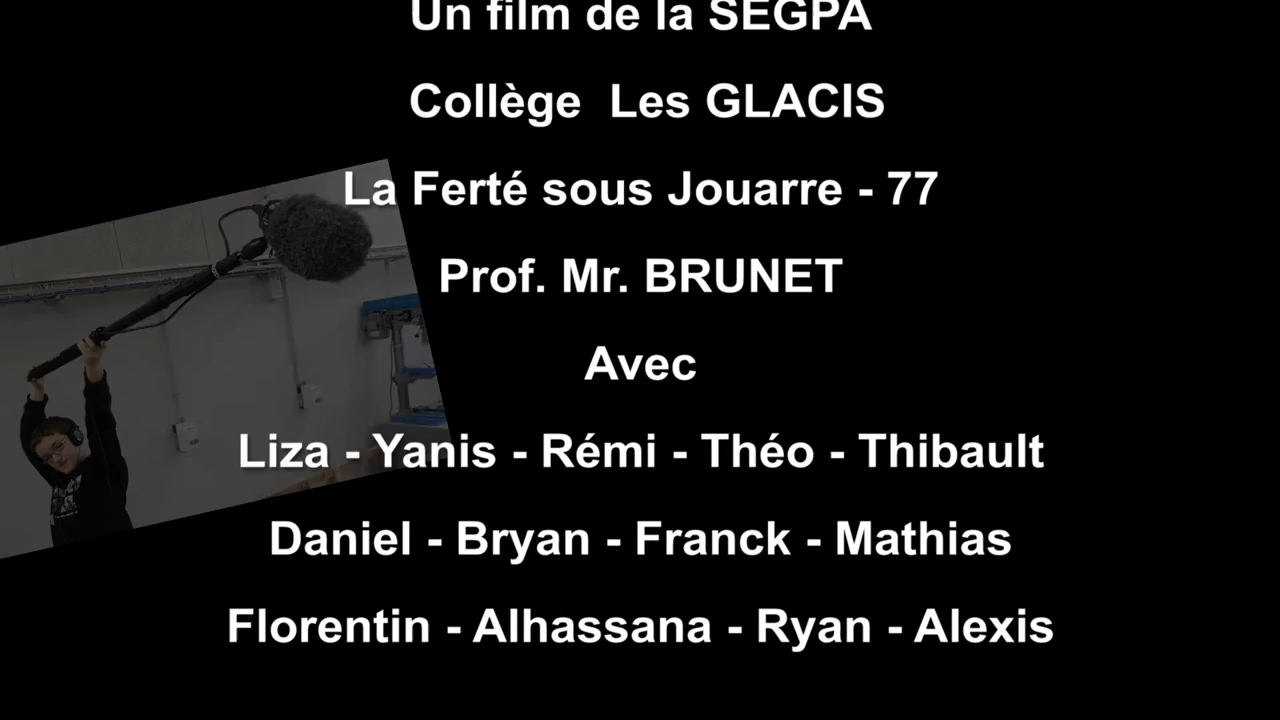 Un film de la SEGPA
Collège Les GLACIS
La Ferté sous Jouarre - 77
Prof. Mr. BRUNET
Avec
Liza - Yanis - Rémi - Théo - Thibault
Daniel - Bryan - Franck - Mathias
Florentin - Alhassana - Ryan - Alexis